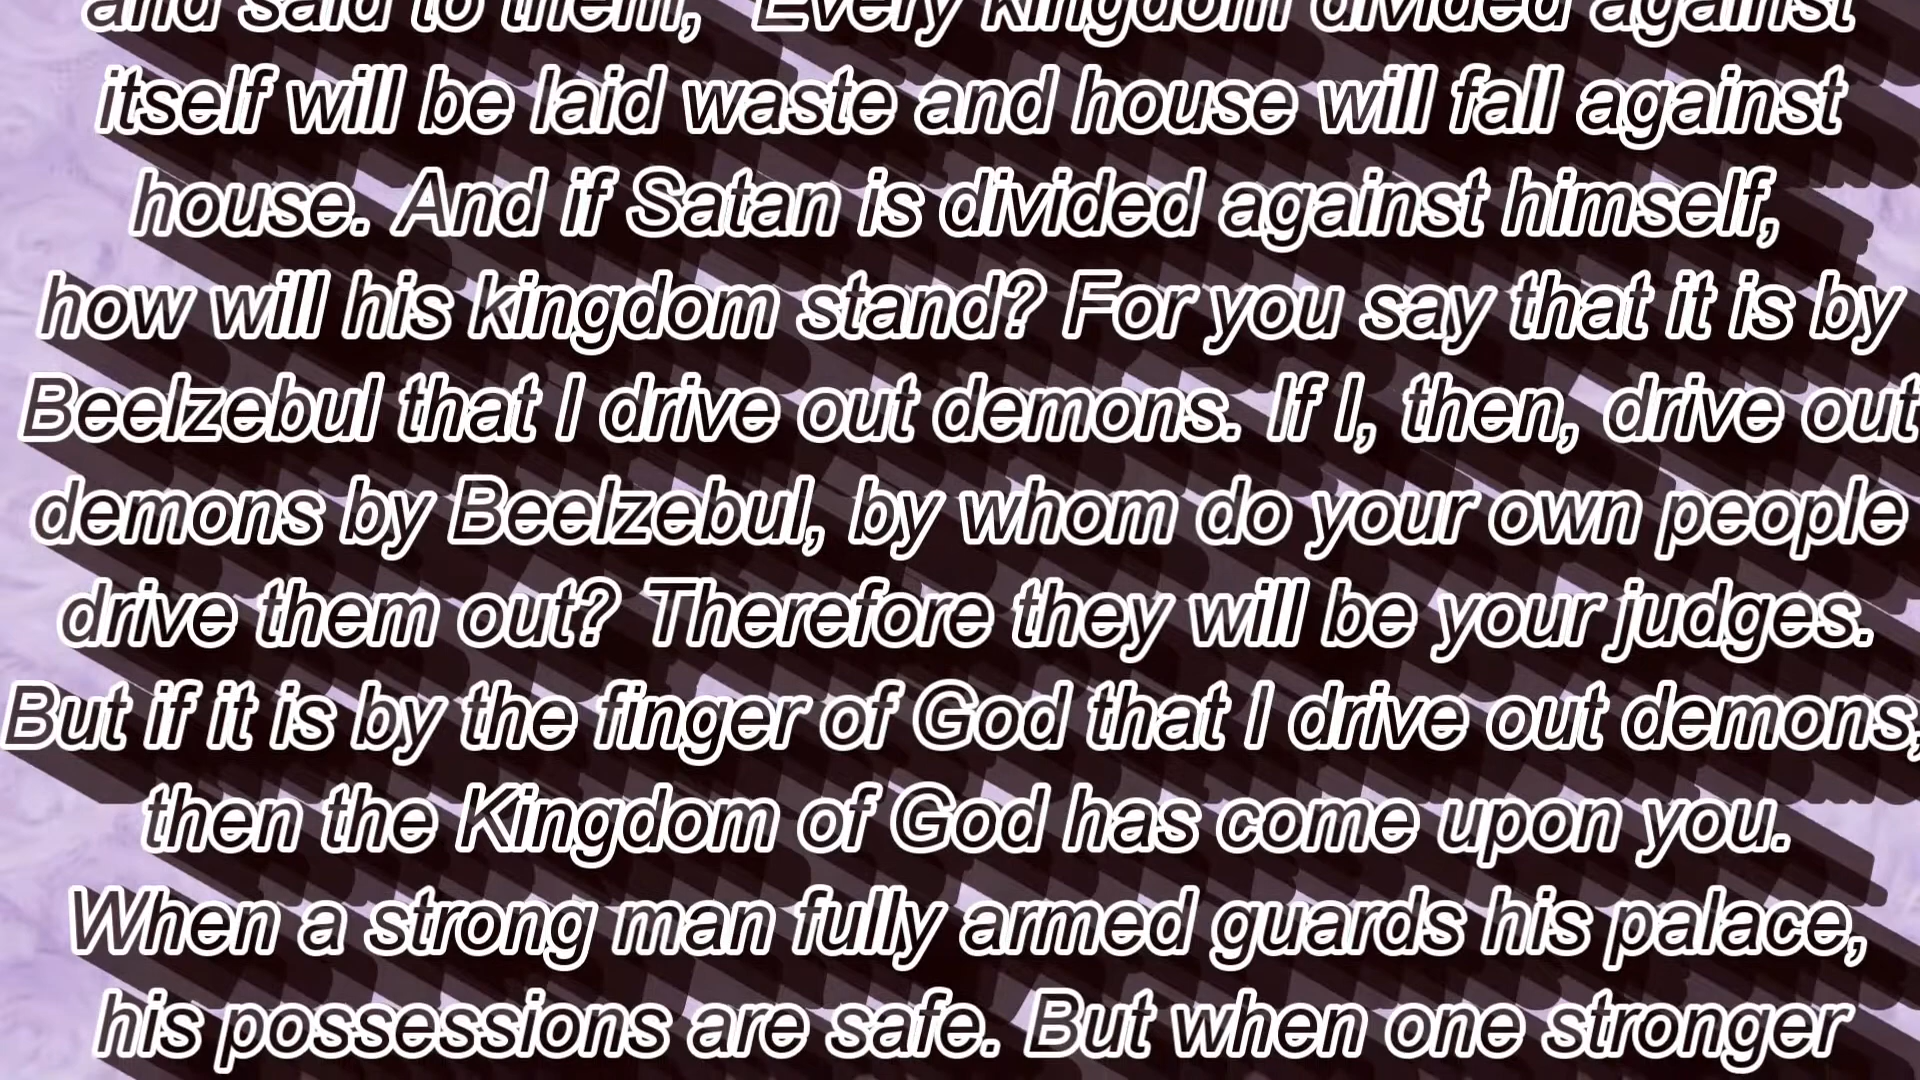 and said to them, "Every kingdom divided against
itself will be laid waste and house will fall against
house. And if Satan is divided against himself,
how will his kingdom stand? For you say that it is by
Beelzebul that I drive out demons. If I, then, drive out
demons by Beelzebul, by whom do your own people
drive them out? Therefore they will be your judges.
But if it is by the finger of God that I drive out demons,
then the Kingdom of God has come upon you.
When a strong man fully armed guards his palace,
his possessions are safe. But when one stronger